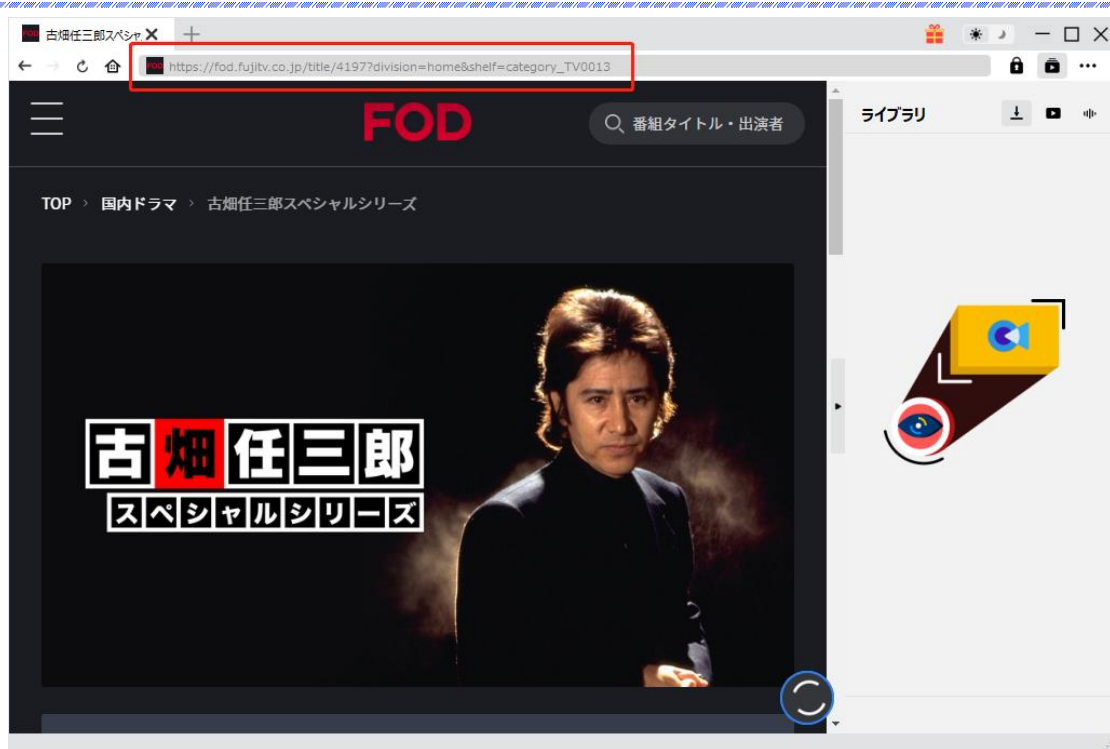 古畑任三郎スペシャ
https://fod.fujitv.co.jp/title/4197?division=home&shelf=category_TV0013
FOD
番組タイトル・出演者
ライブラリ
TOP > 国内ドラマ > 古畑任三郎スペシャルシリーズ
古畑任三郎
スペシャルシリーズ